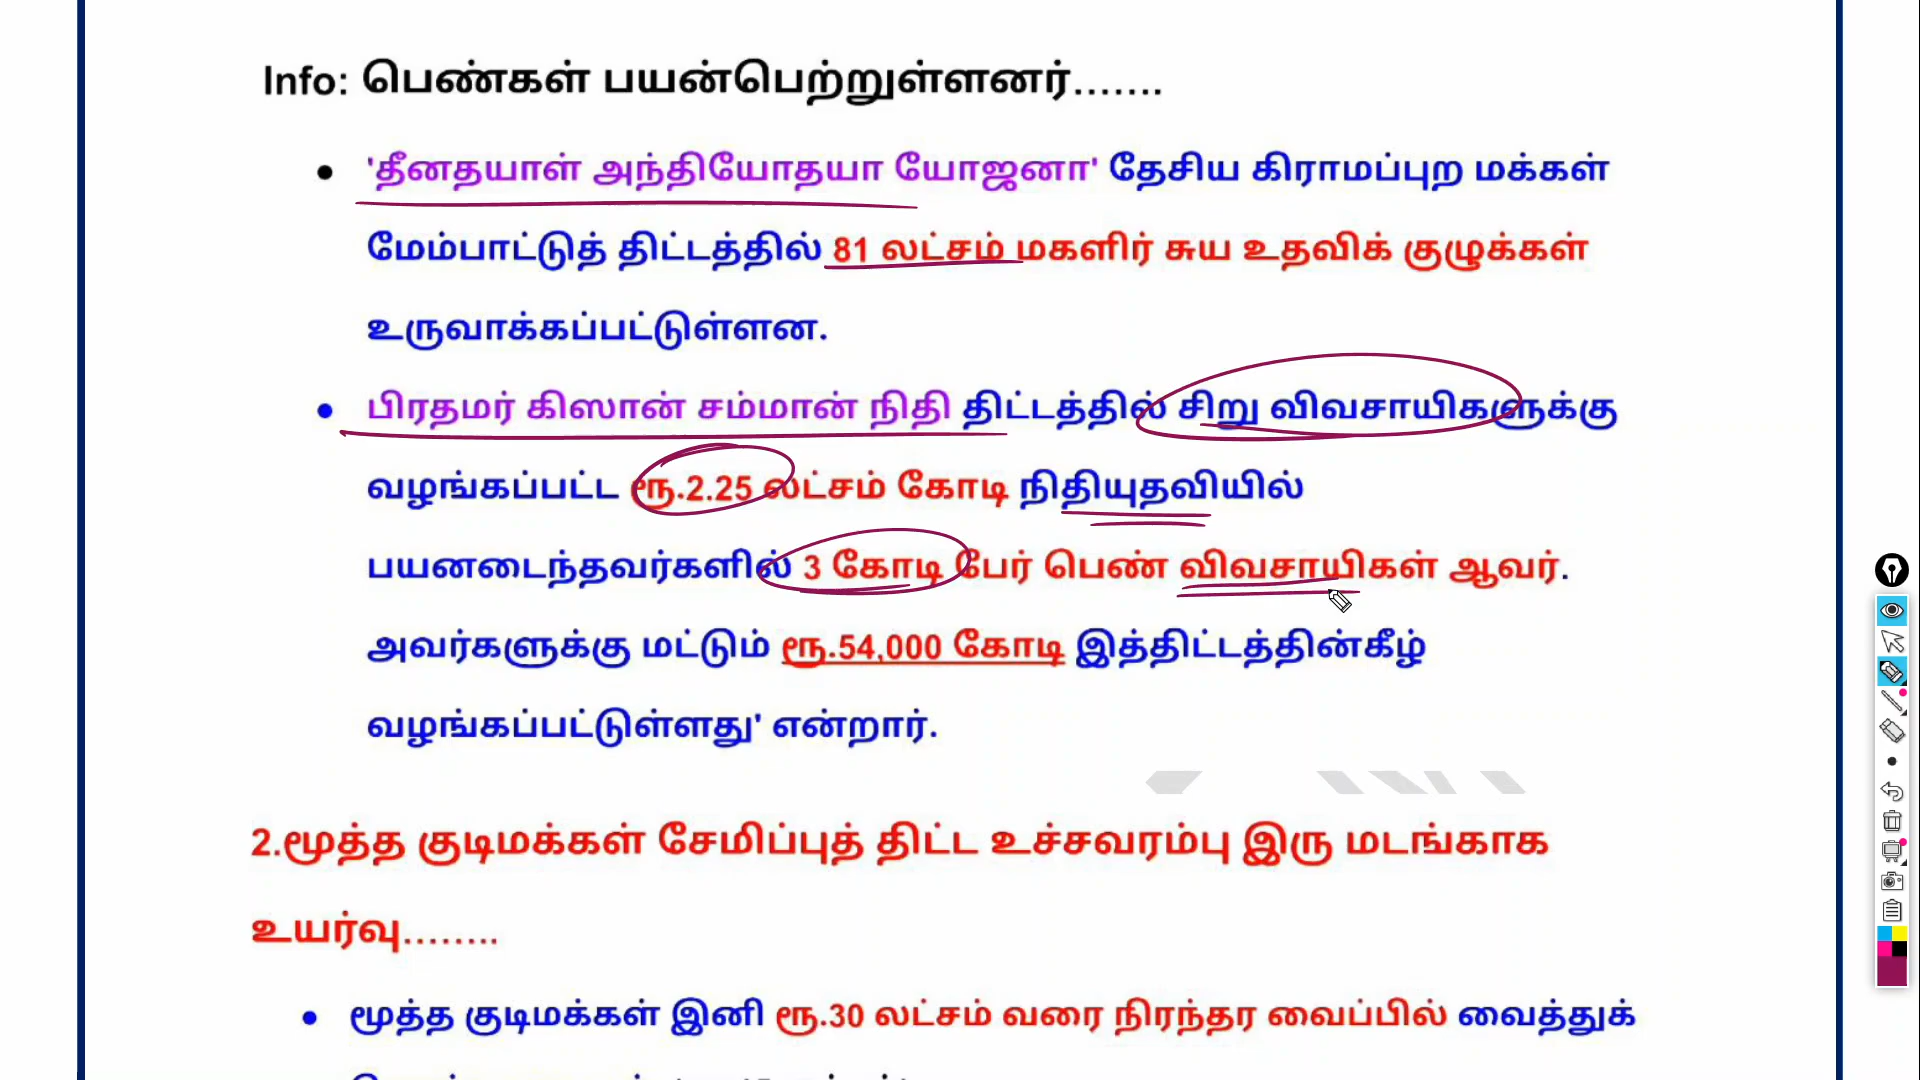 Info: பெண்கள் பயன்பெற்றுள்ளனர்.......
'தீனதயாள் அந்தியோதயா யோஜனா' தேசிய கிராமப்புற மக்கள்
மேம்பாட்டுத் திட்டத்தில் 81 லட்சம் மகளிர் சுய உதவிக் குழுக்கள்
உருவாக்கப்பட்டுள்ளன.
பிரதமர் கிஸான் சம்மான் நிதி திட்டத்தில் சிறு விவசாயிகளுக்கு
வழங்கப்பட்ட ரூ.2.25 லட்சம் கோடி நிதியுதவியில்
பயனடைந்தவர்களில் 3 கோடி பேர் பெண் விவசாயிகள் ஆவர்.
அவர்களுக்கு மட்டும் ரூ.54,000 கோடி இத்திட்டத்தின்கீழ்
வழங்கப்பட்டுள்ளது' என்றார்.
2.மூத்த குடிமக்கள் சேமிப்புத் திட்ட உச்சவரம்பு இரு மடங்காக
உயர்வு........
மூத்த குடிமக்கள் இனி ரூ.30 லட்சம் வரை நிரந்தர வைப்பில் வைத்துக்